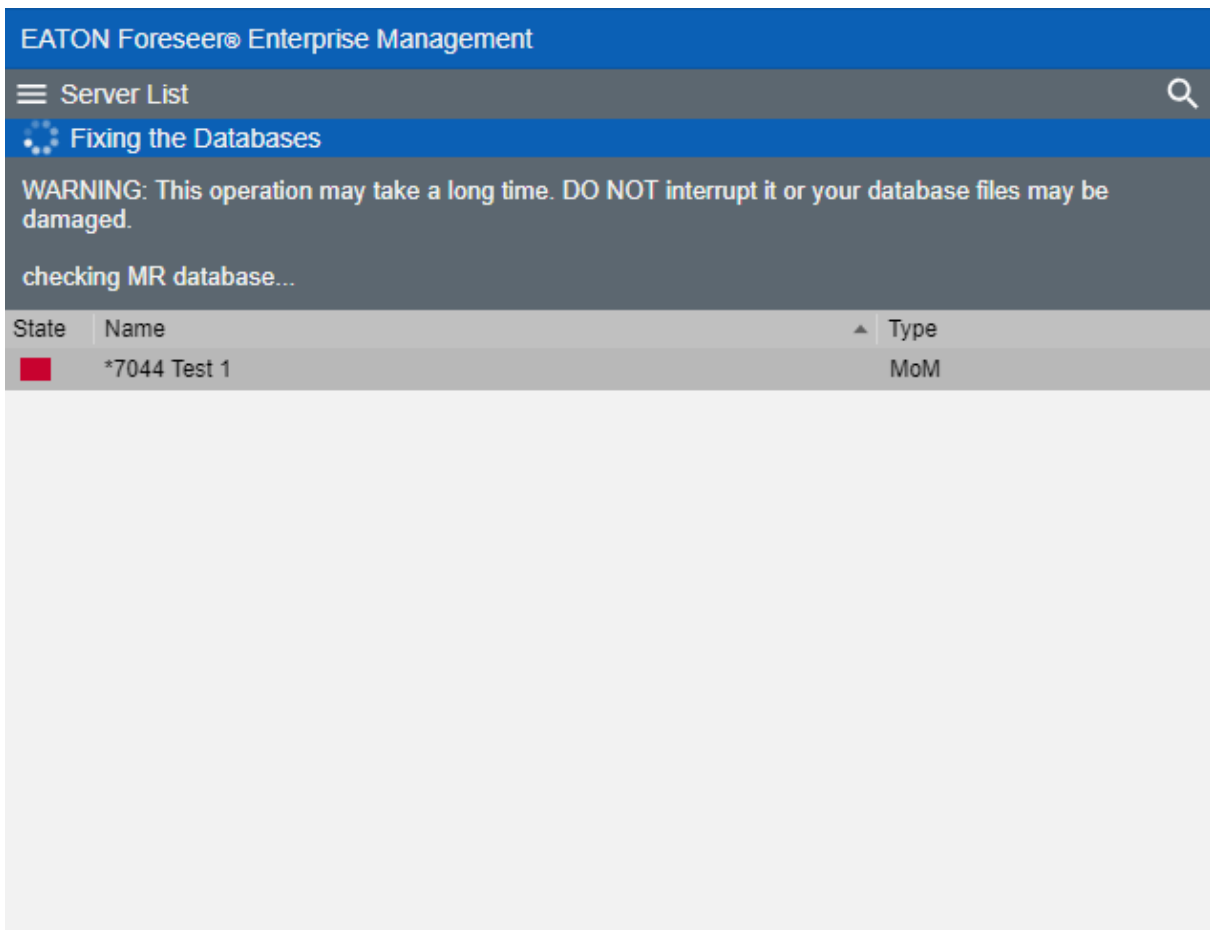 EATON Foreseer® Enterprise Management
Server List
Fixing the Databases
WARNING: This operation may take a long time. DO NOT interrupt it or your database files may be
damaged.
checking MR database...
State Name Type
*7044 Test 1 MoM